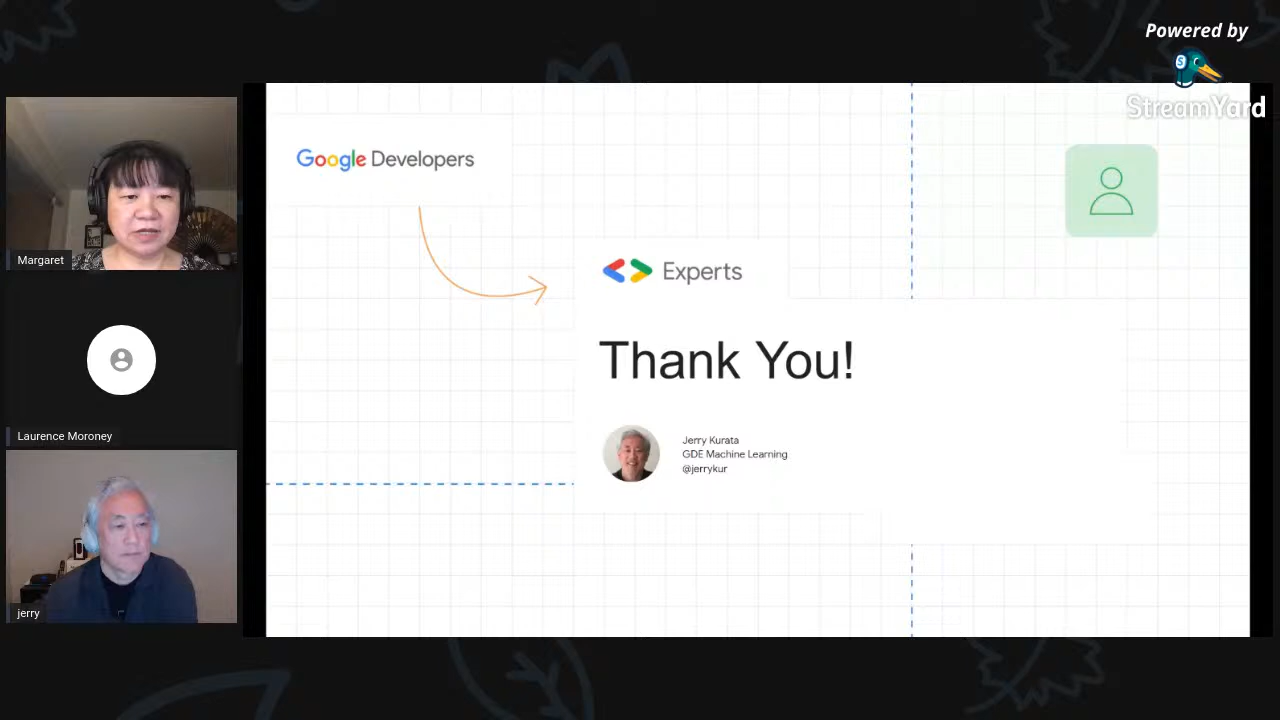 Powered by
StreamYard
Google Developers
Experts
Thank You!
Jerry Kurata
GDE Machine Learning
@jerrykur
Margaret
Laurence Moroney
jerry